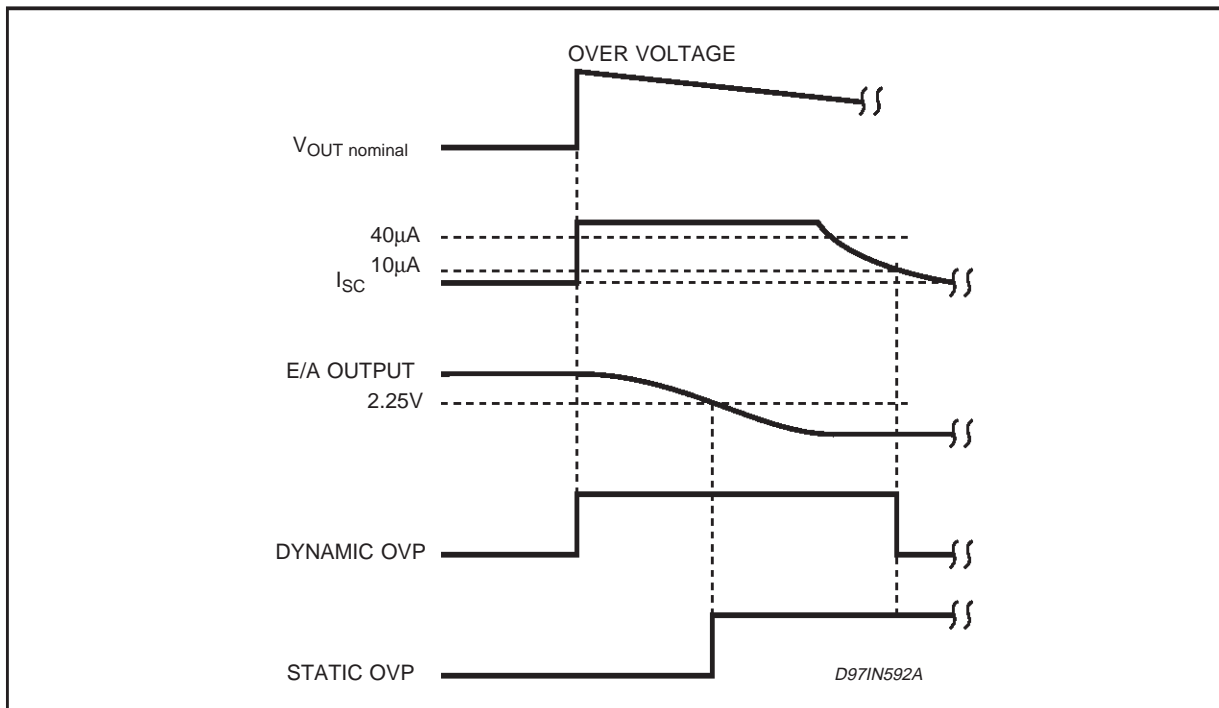 OVER VOLTAGE
VOUT nominal
40µA
10µA
ISC
E/A OUTPUT
2.25V
DYNAMIC OVP
STATIC OVP
D97IN592A